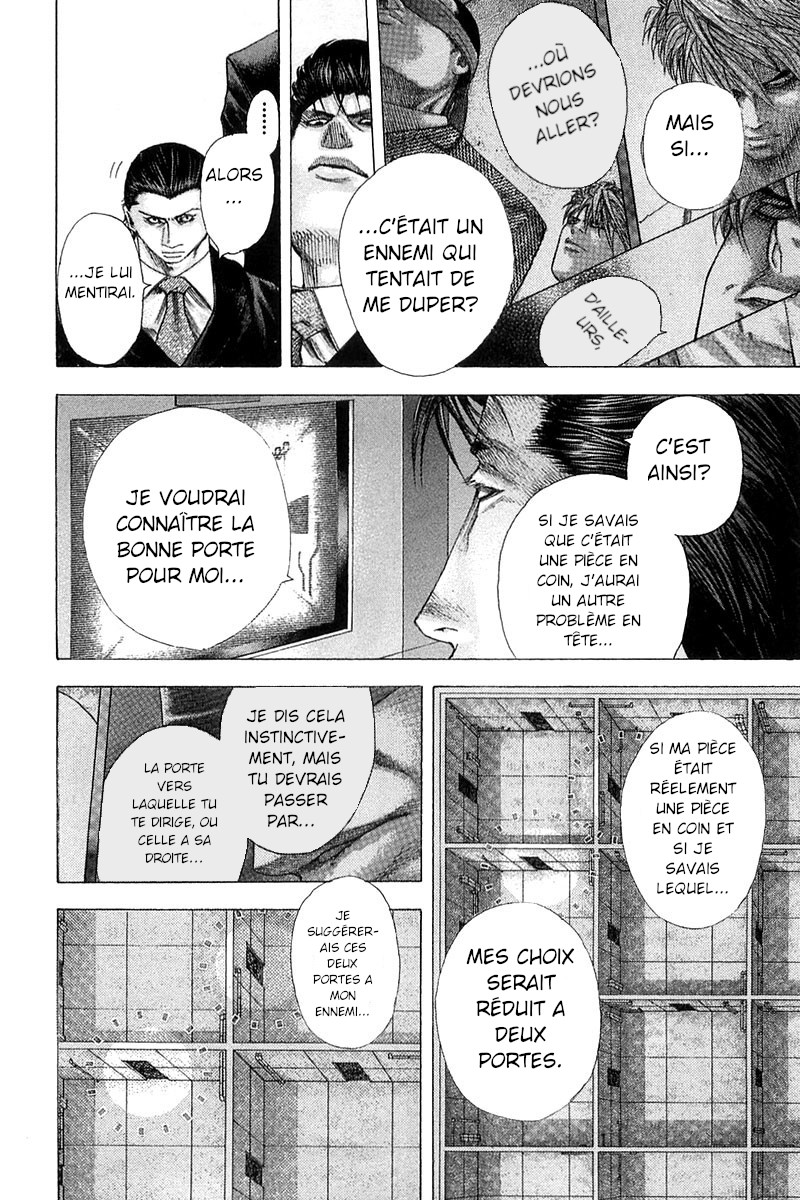 ...OÙ
DEVRIONS
NOUS
ALLER?
D'AILLE-
URS,
MAIS
SI...
...C'ÉTAIT UN
ENNEMI QUI
TENTAIT DE
ME DUPER?
......
ALORS
...
...JE LUI
MENTIRAI.
C'EST
AINSI?
SI JE SAVAIS
QUE C'ÉTAIT
UNE PIÈCE EN
COIN, J'AURAI
UN AUTRE
PROBLÈME EN
TÊTE...
JE VOUDRAI
CONNAÎTRE LA
BONNE PORTE
POUR MOI...
SI MA PIÈCE
ÉTAIT
RÉELEMENT
UNE PIÈCE
EN COIN ET
SI JE
SAVAIS
LEQUEL...
MES CHOIX
SERAIT
RÉDUIT A
DEUX
PORTES.
JE DIS CELA
INSTINCTIVE-
MENT, MAIS
TU DEVRAIS
PASSER
PAR...
LA PORTE
VERS
LAQUELLE TU
TE DIRIGE, OU
CELLE A SA
DROITE...
JE
SUGGÉRER-
AIS CES
DEUX
PORTES A
MON
ENNEMI...